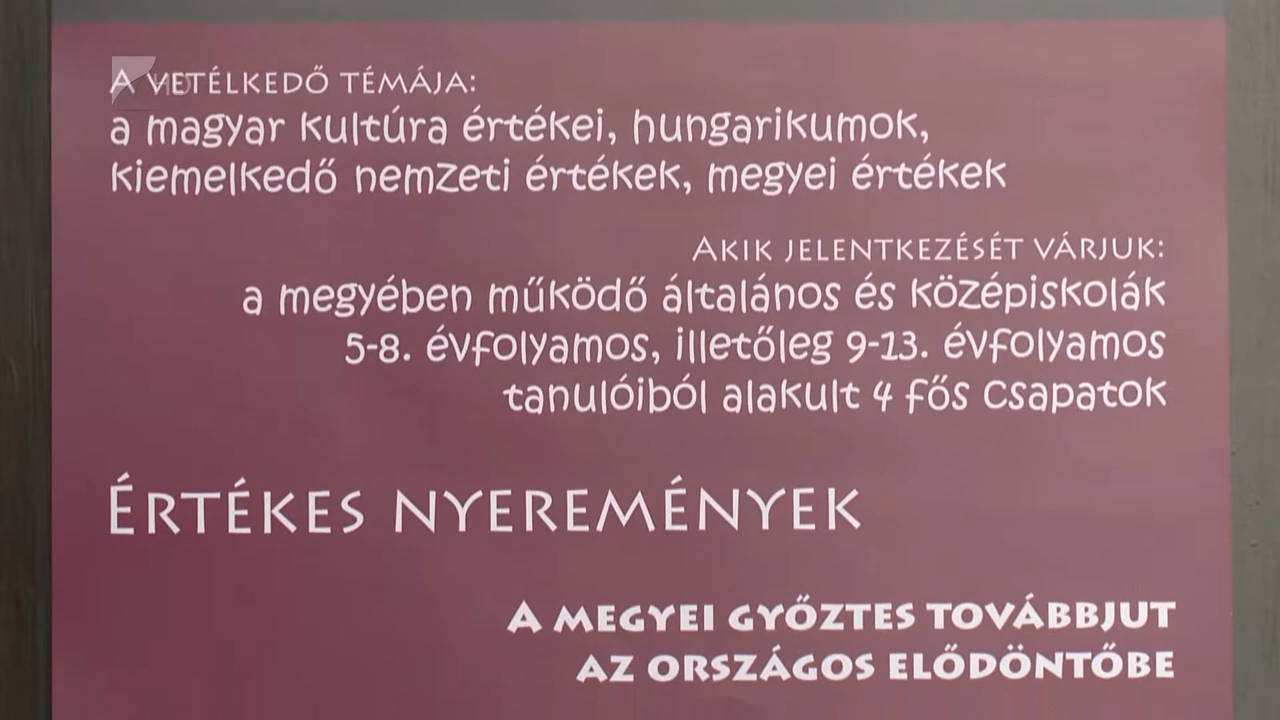 A VETÉLKEDŐ TÉMÁJA:
a magyar kultúra értékei, hungarikumok,
kiemelkedő nemzeti értékek, megyei értékek
AKIK JELENTKEZÉSÉT VÁRJUK:
a megyében működő általános és középiskolák
5-8. évfolyamos, illetőleg 9-13. évfolyamos
tanulóiból alakult 4 fős csapatok
ÉRTÉKES NYEREMÉNYEK
A MEGYEI GYŐZTES TOVÁBBJUT
AZ ORSZÁGOS ELŐDÖNTŐBE